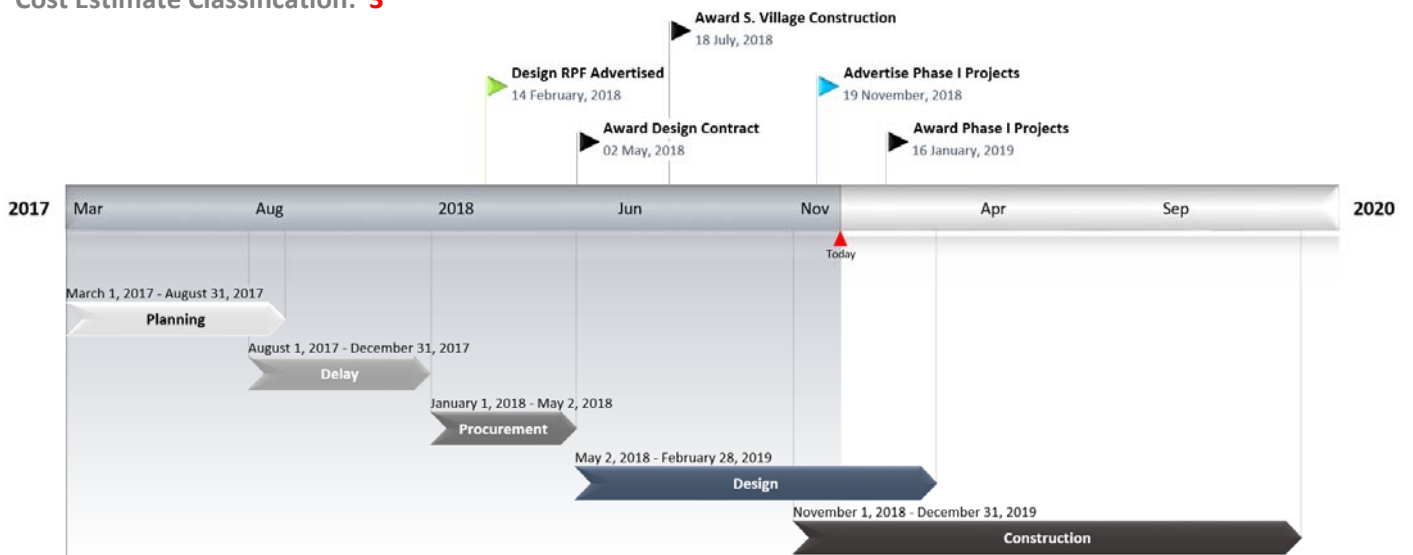 Cost Estimate Classification: 3
Award S. Village Construction
18 July, 2018
Design RPF Advertised
14 February, 2018
Advertise Phase I Projects
19 November, 2018
Award Design Contract
02 May, 2018
Award Phase I Projects
16 January, 2019
2017 Mar Aug 2018 Jun Nov Apr Sep 2020
Today
March 1, 2017 - August 31, 2017
Planning
August 1, 2017 - December 31, 2017
Delay
January 1, 2018 - May 2, 2018
Procurement
May 2, 2018 - February 28, 2019
Design
November 1, 2018 - December 31, 2019
Construction